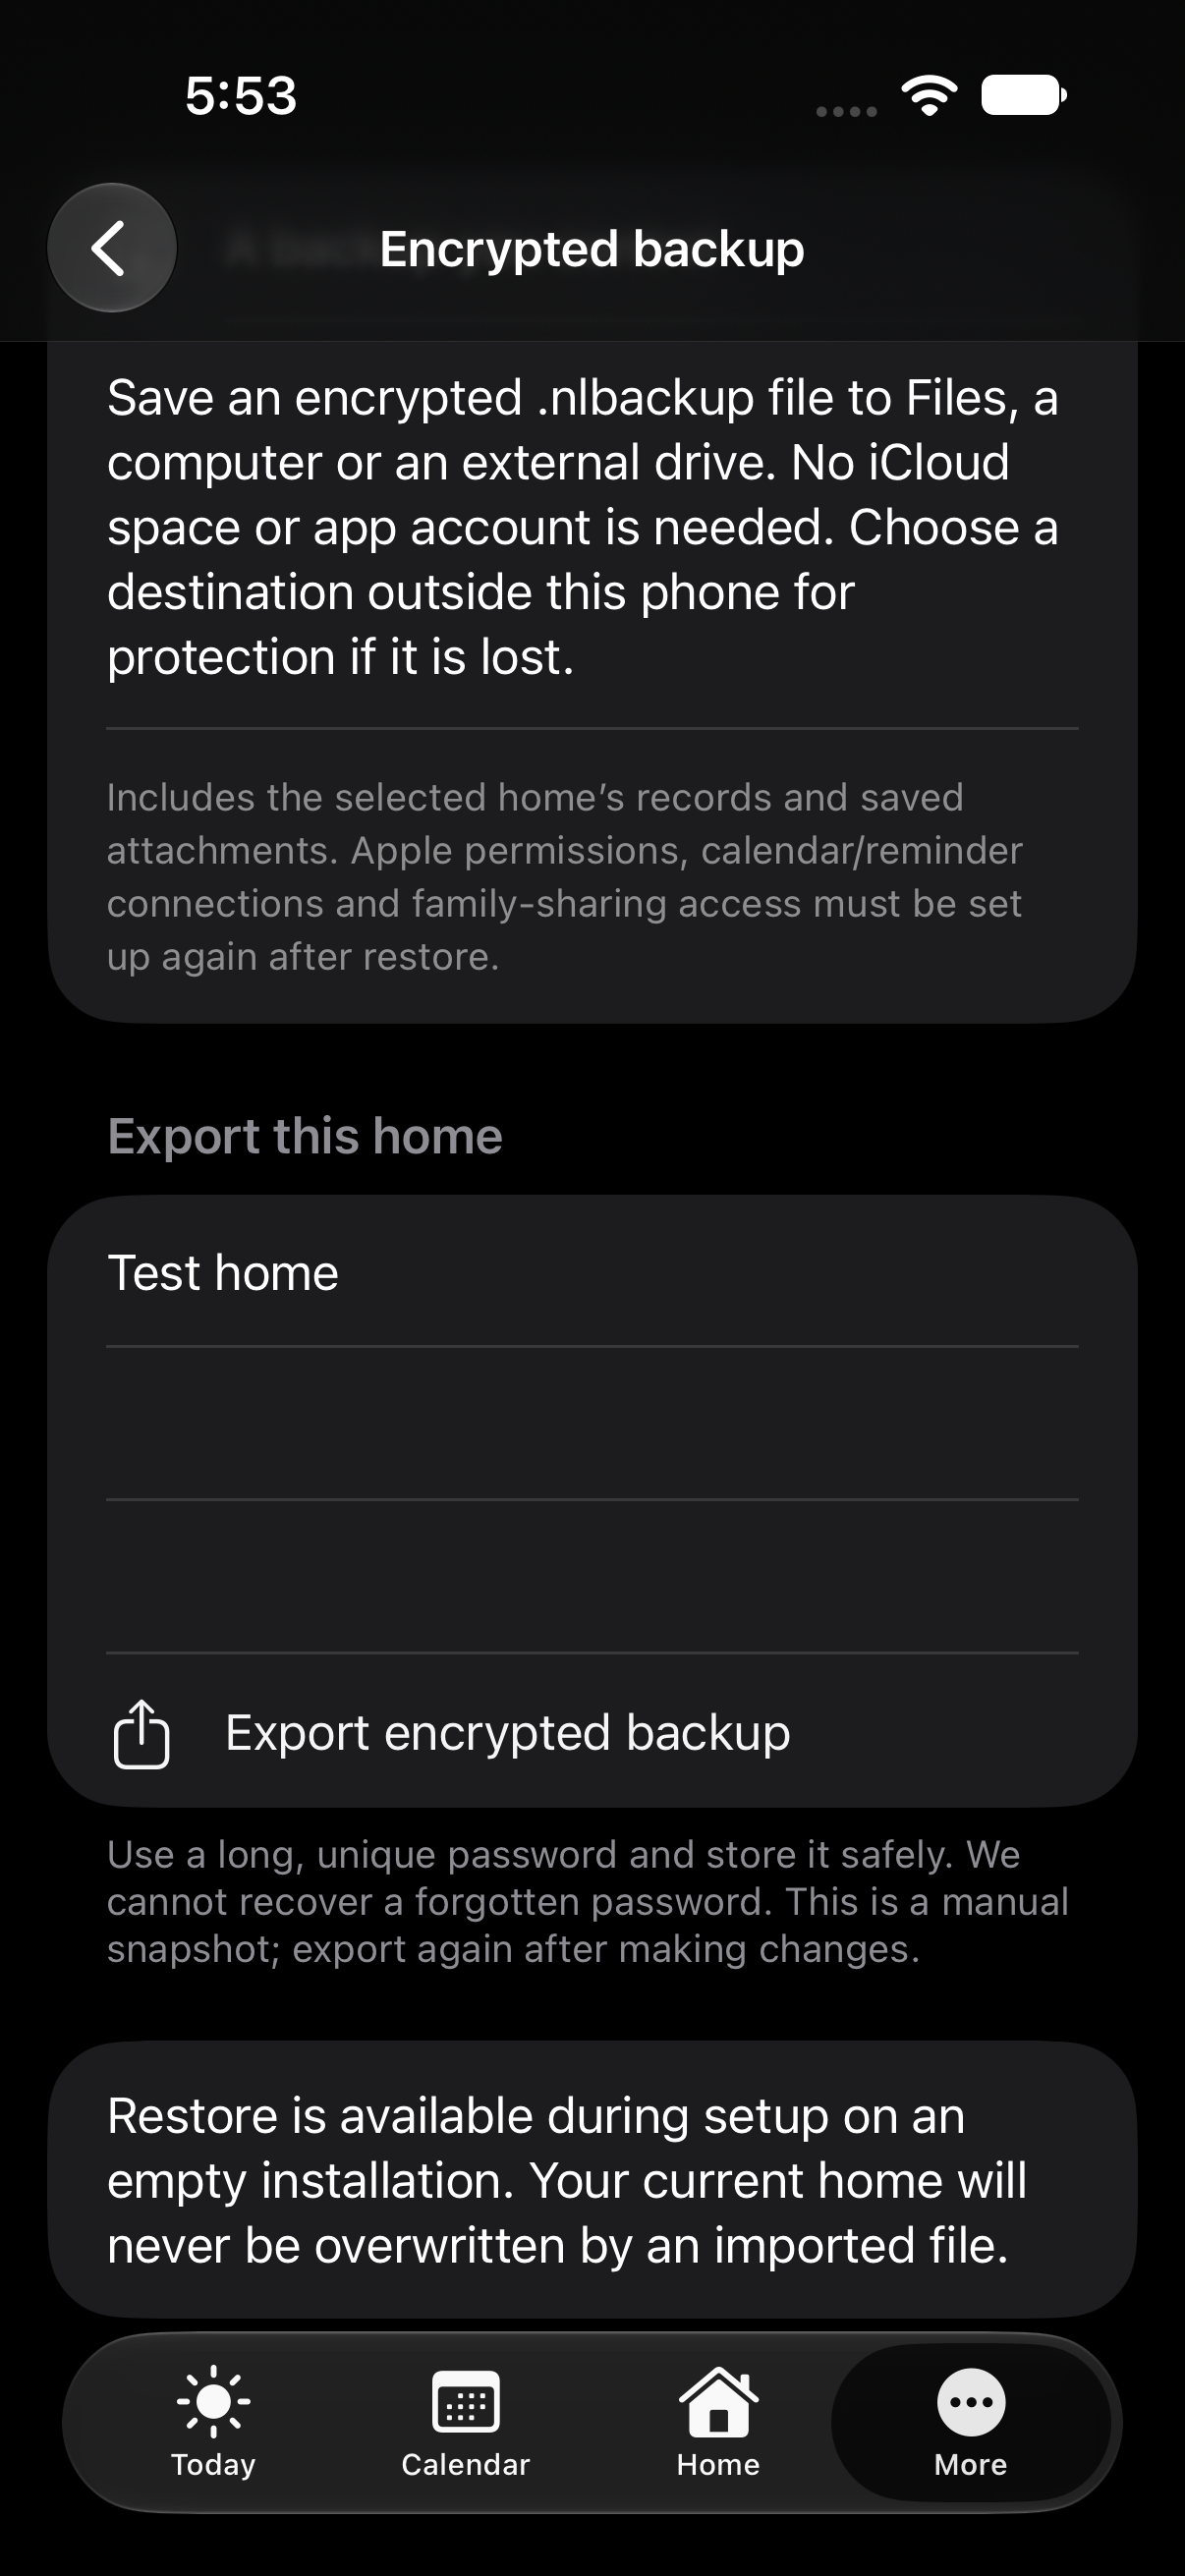 5:53
Encrypted backup
Save an encrypted .nlbackup file to Files, a
computer or an external drive. No iCloud
space or app account is needed. Choose a
destination outside this phone for
protection if it is lost.
Includes the selected home’s records and saved
attachments. Apple permissions, calendar/reminder
connections and family-sharing access must be set
up again after restore.
Export this home
Test home
Export encrypted backup
Use a long, unique password and store it safely. We
cannot recover a forgotten password. This is a manual
snapshot; export again after making changes.
Restore is available during setup on an
empty installation. Your current home will
never be overwritten by an imported file.
Today
Calendar
Home
More